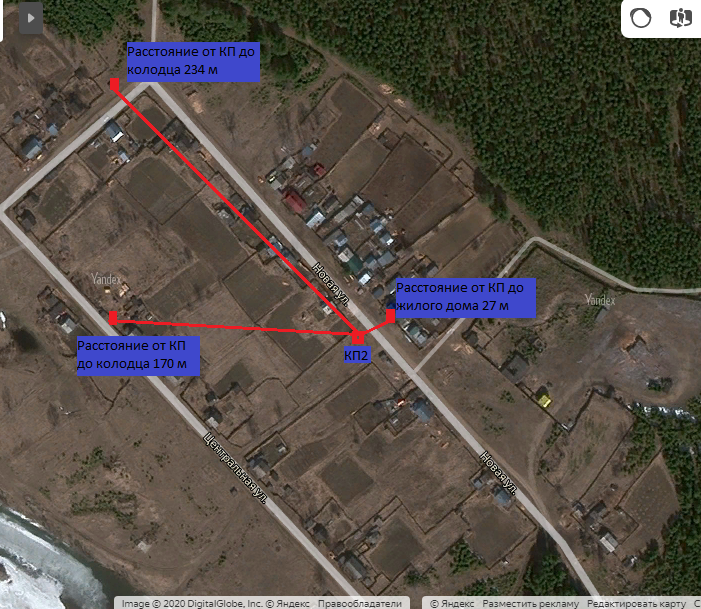 Расстояние от КП до
колодца 234 м
Новая ул.
Yandex
Расстояние от КП до
жилого дома 27 м
Yandex
Расстояние от КП
до колодца 170 м
КП2
Центральная ул.
Новая ул.
Image © 2020 DigitalGlobe, Inc. © Яндекс Правообладатели
© Яндекс Разместить рекламу Редактировать карту С